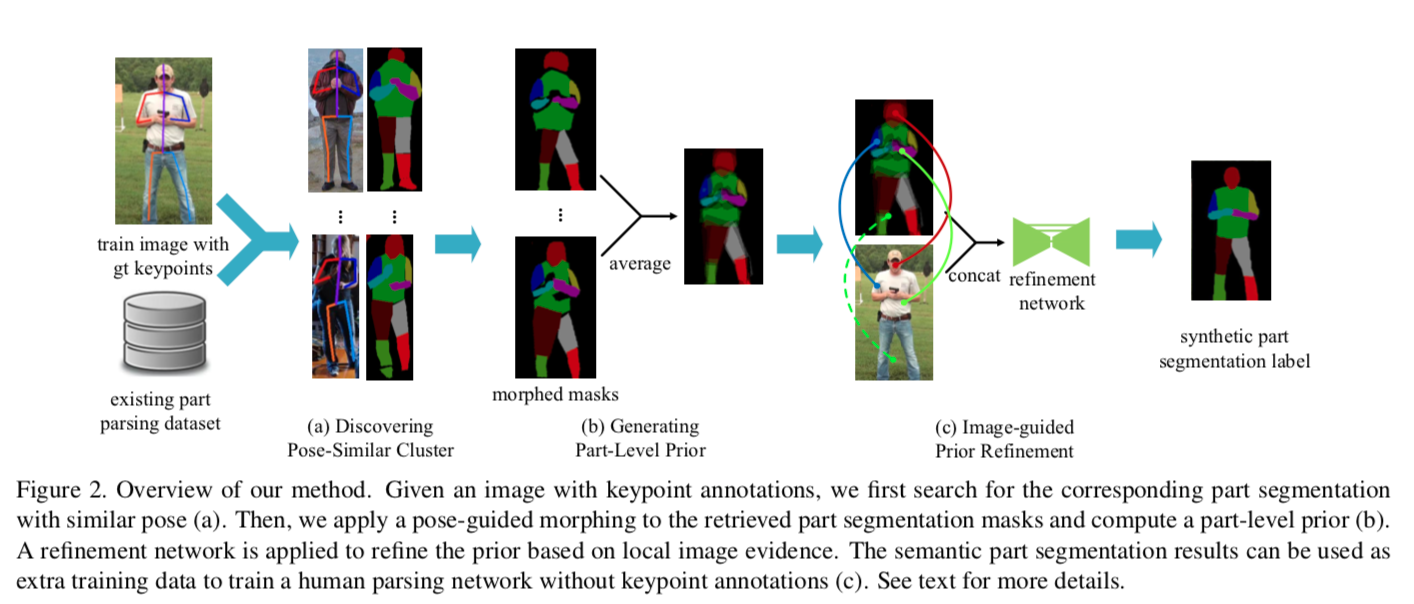 train image with
gt keypoints
existing part
parsing dataset
(a) Discovering
Pose-Similar Cluster
morphed masks
average
(b) Generating
Part-Level Prior
concat
refinement
network
(c) Image-guided
Prior Refinement
synthetic part
segmentation label
Figure 2. Overview of our method. Given an image with keypoint annotations, we first search for the corresponding part segmentation
with similar pose (a). Then, we apply a pose-guided morphing to the retrieved part segmentation masks and compute a part-level prior (b).
A refinement network is applied to refine the prior based on local image evidence. The semantic part segmentation results can be used as
extra training data to train a human parsing network without keypoint annotations (c). See text for more details.